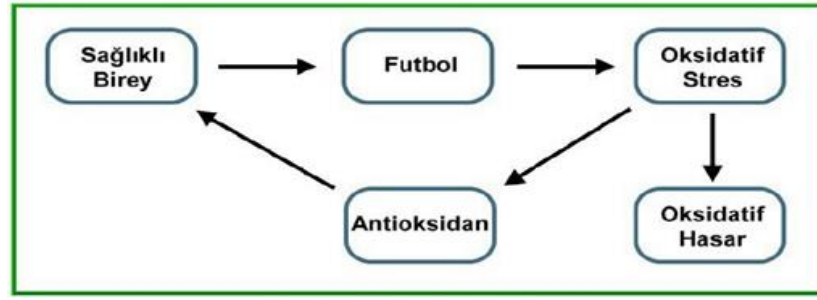 Sağlıklı
Birey
Futbol
Oksidatif
Stres
Antioksidan
Oksidatif
Hasar